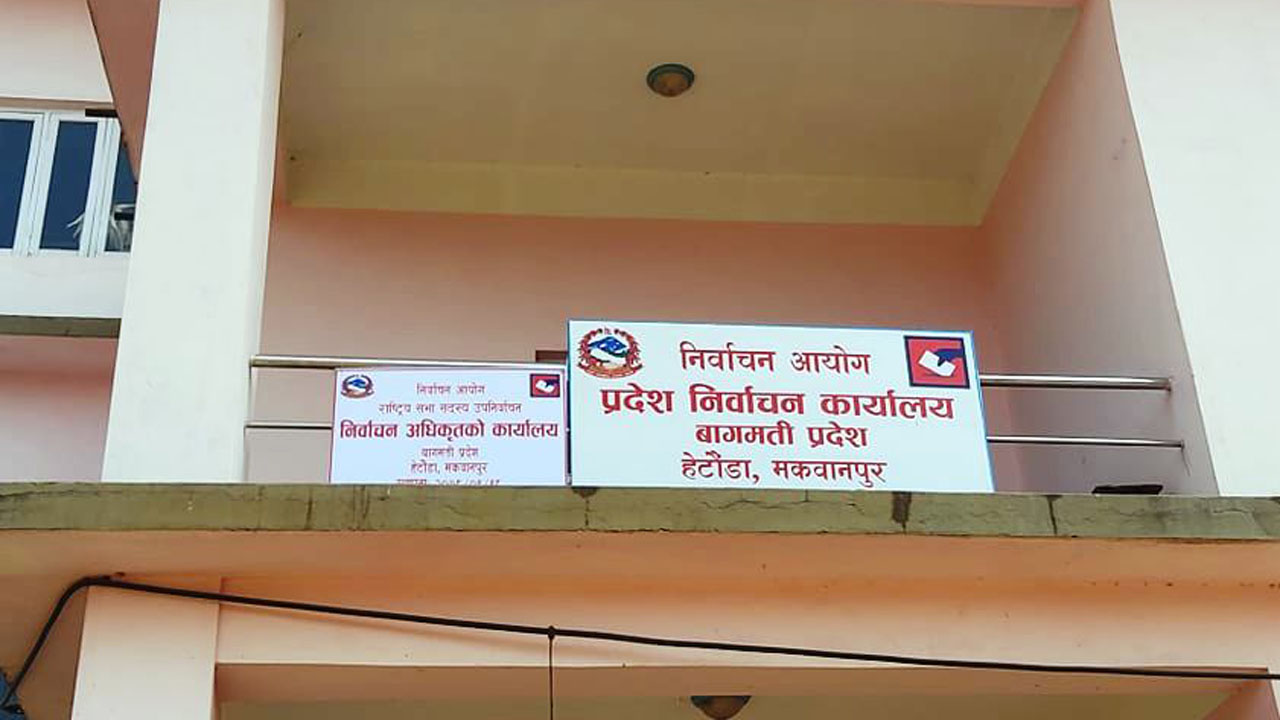 निर्वाचन आयोग
राष्ट्रिय सभा सदस्य उपनिर्वाचन
निर्वाचन अधिकृतको कार्यालय
बागमती प्रदेश
हेटौंडा, मकवानपुर
निर्वाचन आयोग
प्रदेश निर्वाचन कार्यालय
बागमती प्रदेश
हेटौंडा, मकवानपुर